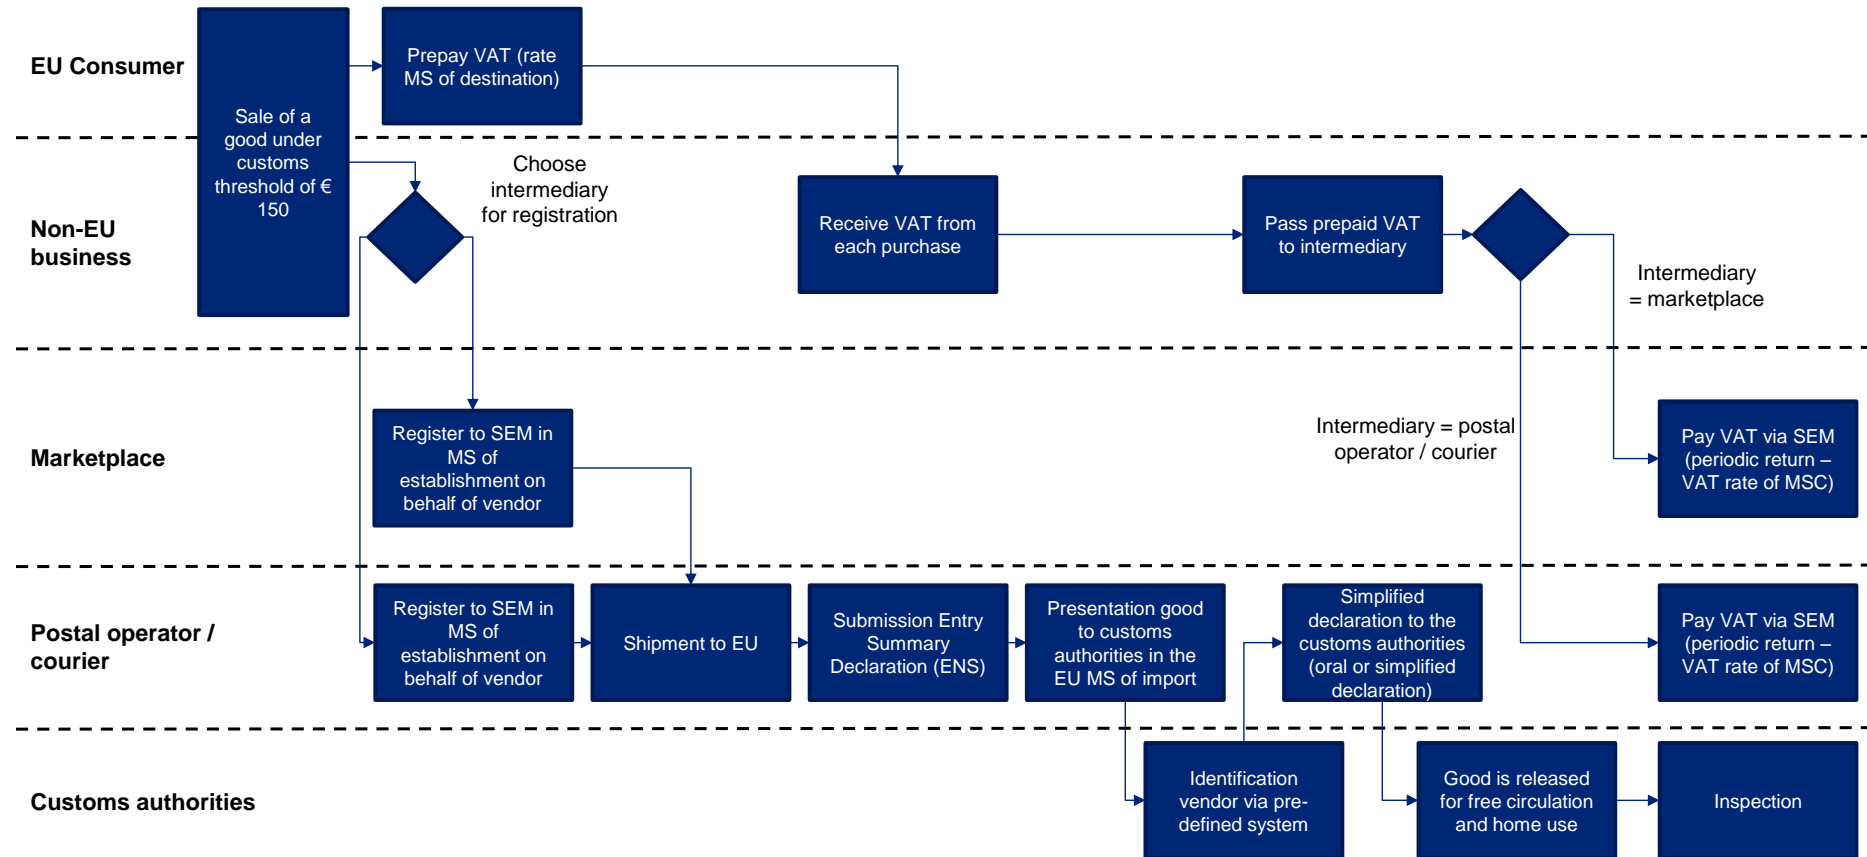 EU Consumer
Sale of a
good under
customs
threshold of €
150
Prepay VAT (rate
MS of destination)
Non-EU
business
Choose
intermediary
for registration
Receive VAT from
each purchase
Pass prepaid VAT
to intermediary
Intermediary
= marketplace
Marketplace
Register to SEM in
MS of
establishment on
behalf of vendor
Intermediary = postal
operator / courier
Pay VAT via SEM
(periodic return –
VAT rate of MSC)
Postal operator /
courier
Register to SEM in
MS of
establishment on
behalf of vendor
Shipment to EU
Submission Entry
Summary
Declaration (ENS)
Presentation good
to customs
authorities in the
EU MS of import
Simplified
declaration to the
customs authorities
(oral or simplified
declaration)
Pay VAT via SEM
(periodic return –
VAT rate of MSC)
Customs authorities
Identification
vendor via pre-
defined system
Good is released
for free circulation
and home use
Inspection